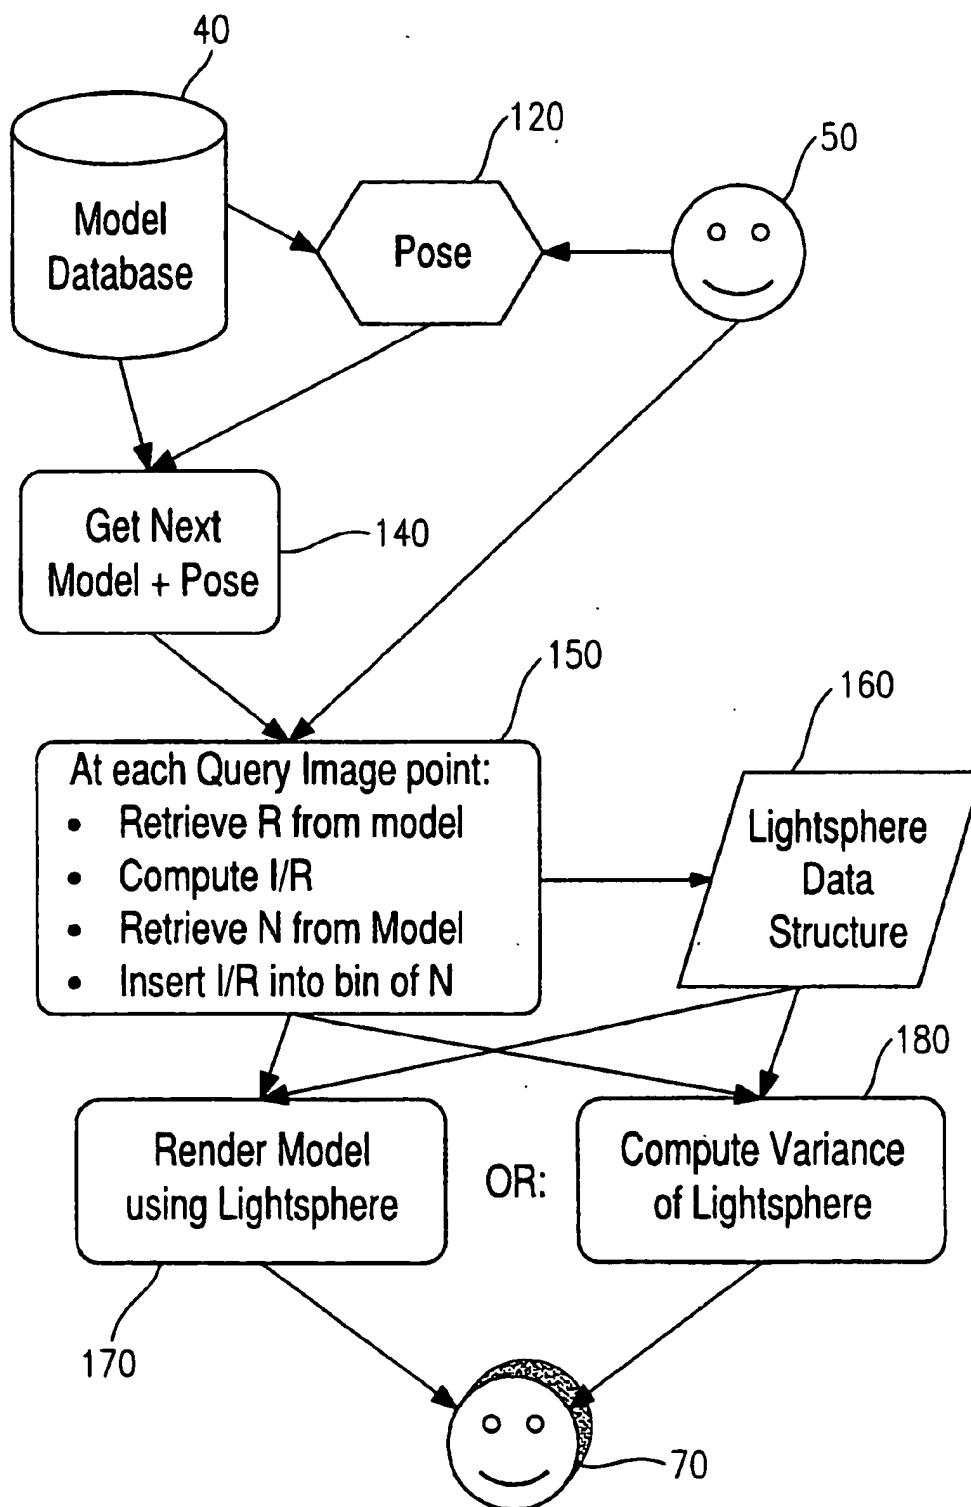 40
120
50
Model
Database
Pose
Get Next
Model + Pose
140
150
160
At each Query Image point:
• Retrieve R from model
• Compute I/R
• Retrieve N from Model
• Insert I/R into bin of N
Lightsphere
Data
Structure
180
Render Model
using Lightsphere
OR:
Compute Variance
of Lightsphere
170
70